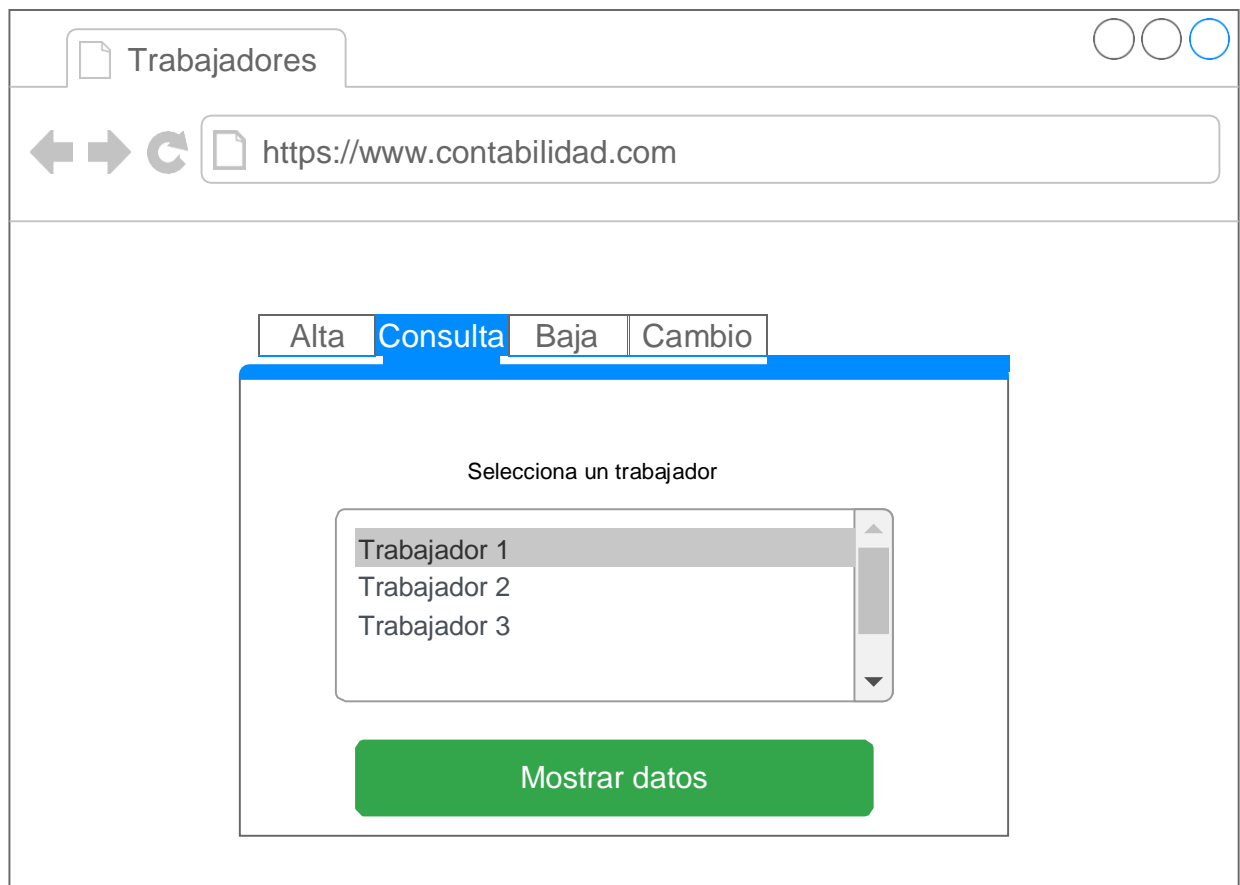 Trabajadores
https://www.contabilidad.com
Alta Consulta Baja Cambio
Selecciona un trabajador
Trabajador 1
Trabajador 2
Trabajador 3
Mostrar datos